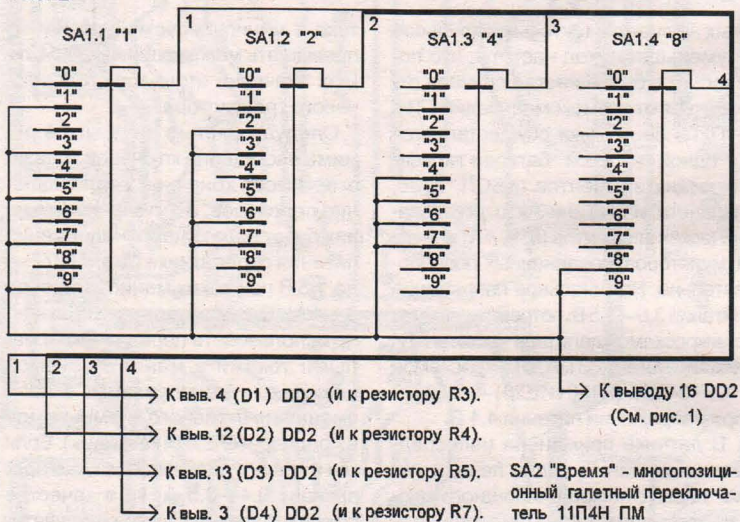 1 2 3
SA1.1 "1" SA1.2 "2" SA1.3 "4" SA1.4 "8"
"0" "0" "0" "0" 4
"1" "1" "1" "1"
"2" "2" "2" "2"
"3" "3" "3" "3"
"4" "4" "4" "4"
"5" "5" "5" "5"
"6" "6" "6" "6"
"7" "7" "7" "7"
"8" "8" "8" "8"
"9" "9" "9" "9"
1 2 3 4
К выв. 4 (D1) DD2 (и к резистору R3).
К выв. 12 (D2) DD2 (и к резистору R4).
К выв. 13 (D3) DD2 (и к резистору R5).
К выв. 3 (D4) DD2 (и к резистору R7).
К выводу 16 DD2
(См. рис. 1)
SA2 "Время" - многопозици-
онный галетный переключа-
тель 11П4Н ПМ